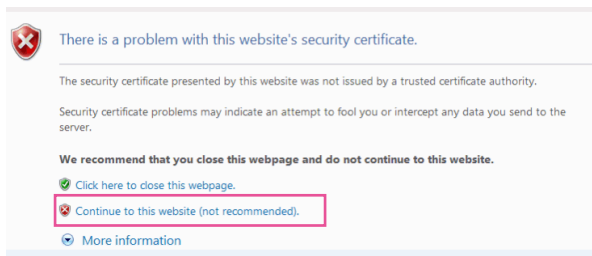 There is a problem with this website's security certificate.
The security certificate presented by this website was not issued by a trusted certificate authority.
Security certificate problems may indicate an attempt to fool you or intercept any data you send to the
server.
We recommend that you close this webpage and do not continue to this website.
Click here to close this webpage.
Continue to this website (not recommended).
More information